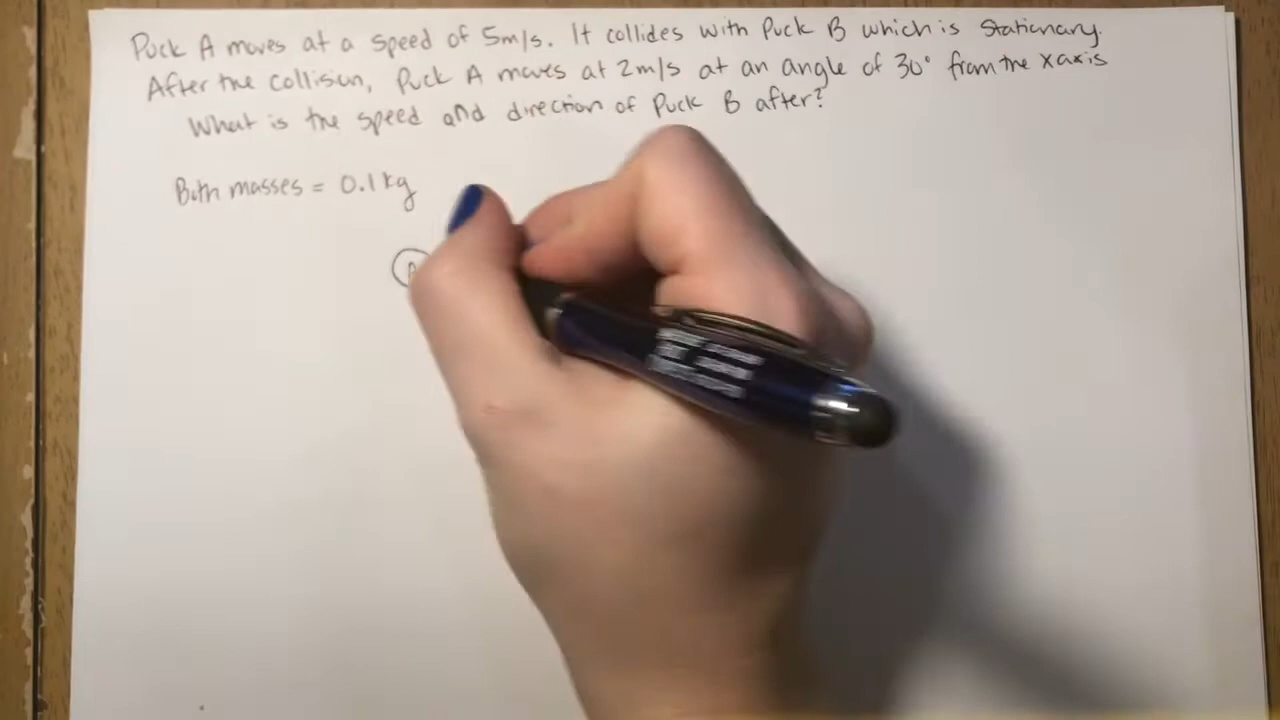 Puck A moves at a speed of 5m/s. It collides with Puck B which is stationary.
After the collision, Puck A moves at 2m/s at an angle of 30° from the x axis
What is the speed and direction of Puck B after?
Both masses = 0.1 kg
A